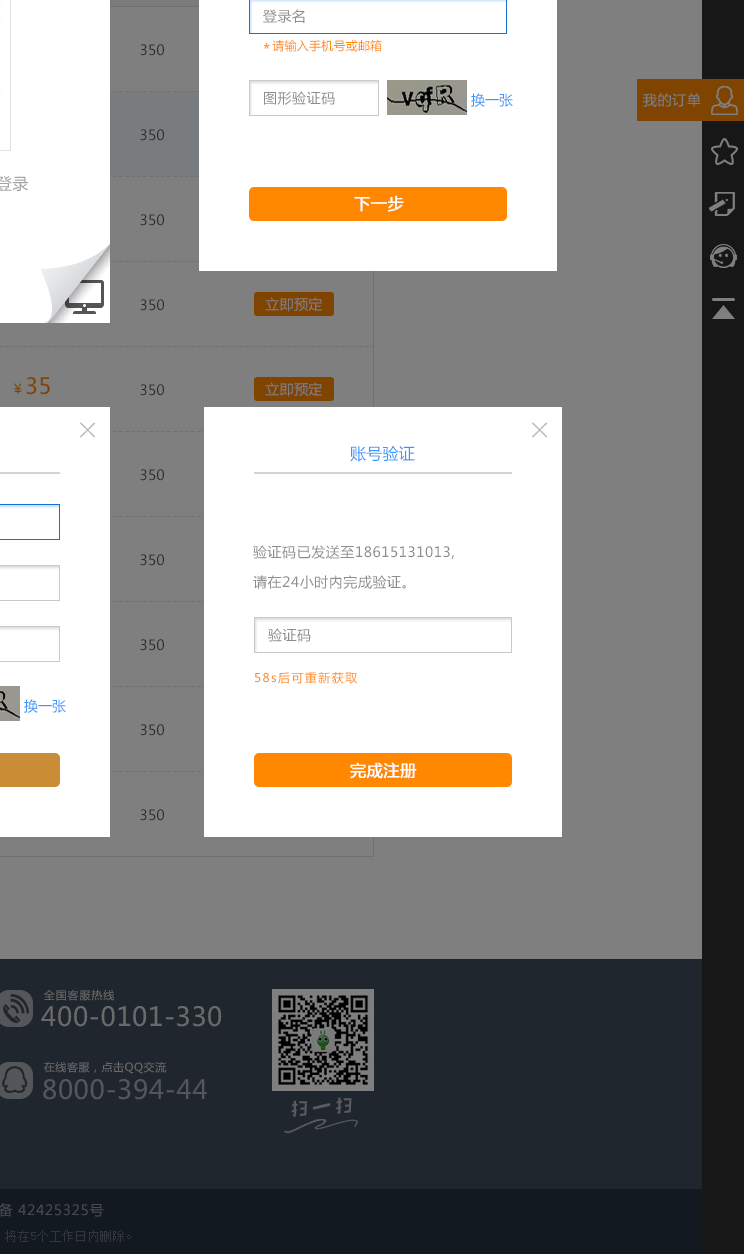 登录名
350
* 请输入手机号或邮箱
图形验证码
vqfR
换一张
我的订单
350
登录
下一步
350
350
立即预定
¥35
350
立即预定
账号验证
350
验证码已发送至18615131013,
350
请在24小时内完成验证。
验证码
350
58s后可重新获取
R
换一张
350
完成注册
350
全国客服热线
400-0101-330
在线客服，点击QQ交流
8000-394-44
扫一扫
备 42425325号
将在5个工作日内删除。